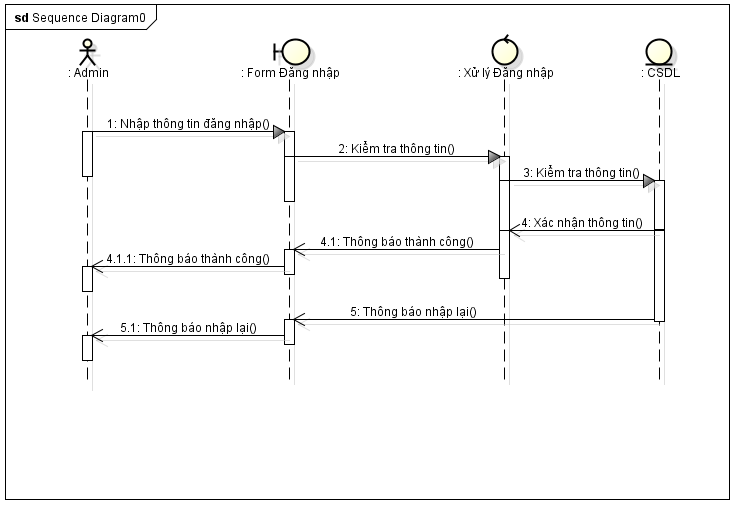 sd Sequence Diagram0
: Admin
: Form Đăng nhập
: Xử lý Đăng nhập
: CSDL
1: Nhập thông tin đăng nhập()
2: Kiểm tra thông tin()
3: Kiểm tra thông tin()
4: Xác nhận thông tin()
4.1: Thông báo thành công()
4.1.1: Thông báo thành công()
5: Thông báo nhập lại()
5.1: Thông báo nhập lại()